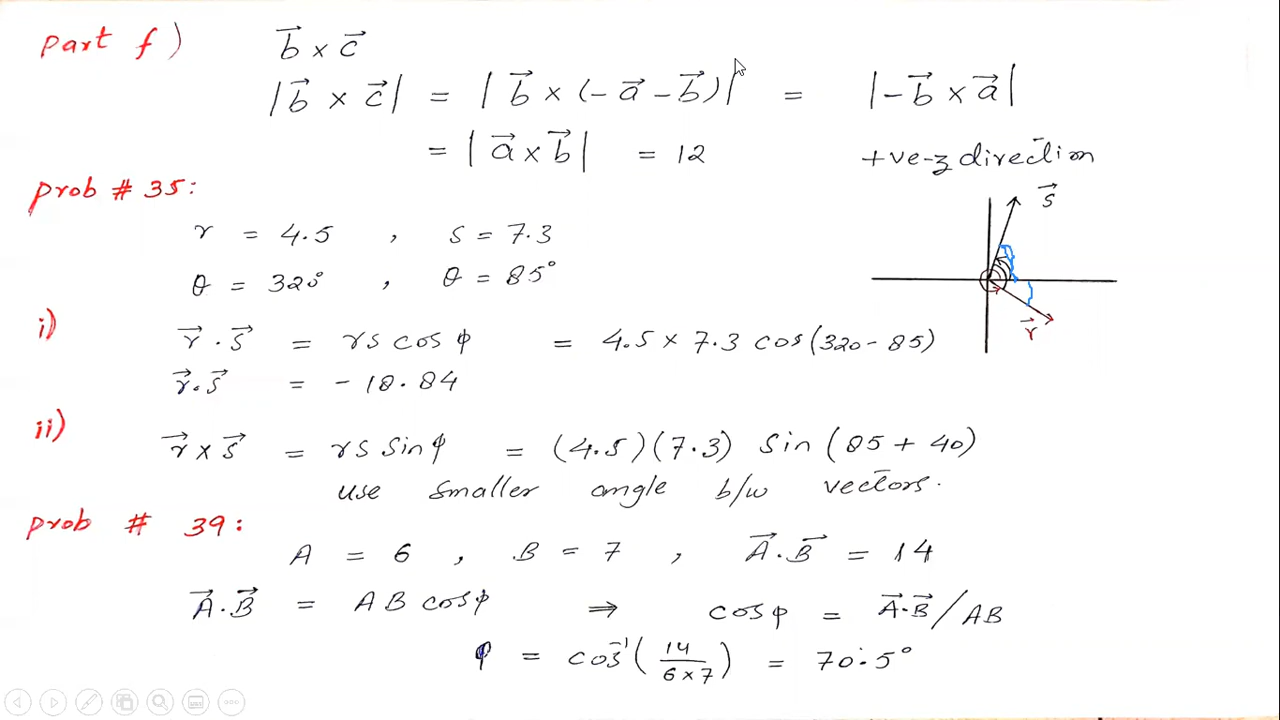 part f) b⃗ × c⃗
|b⃗ × c⃗| = |b⃗ × (-a⃗ - b⃗)| = |-b⃗ × a⃗|
= |a⃗ × b⃗| = 12 +ve-z direction
prob # 35:
s⃗
r = 4.5 , s = 7.3
θ = 320° , θ = 85°
i)
r⃗
r⃗ . s⃗ = rs cos φ = 4.5 × 7.3 cos(320 - 85)
r⃗ . s⃗ = - 18.84
ii)
r⃗ × s⃗ = rs sin φ = (4.5)(7.3) sin (85 + 40)
use smaller angle b/w vectors.
prob # 39:
A = 6 , B = 7 , A⃗ . B⃗ = 14
A⃗ . B⃗ = AB cos φ ⇒ cos φ = A⃗ . B⃗ / AB
φ = cos⁻¹ (14 / 6 × 7) = 70.5°